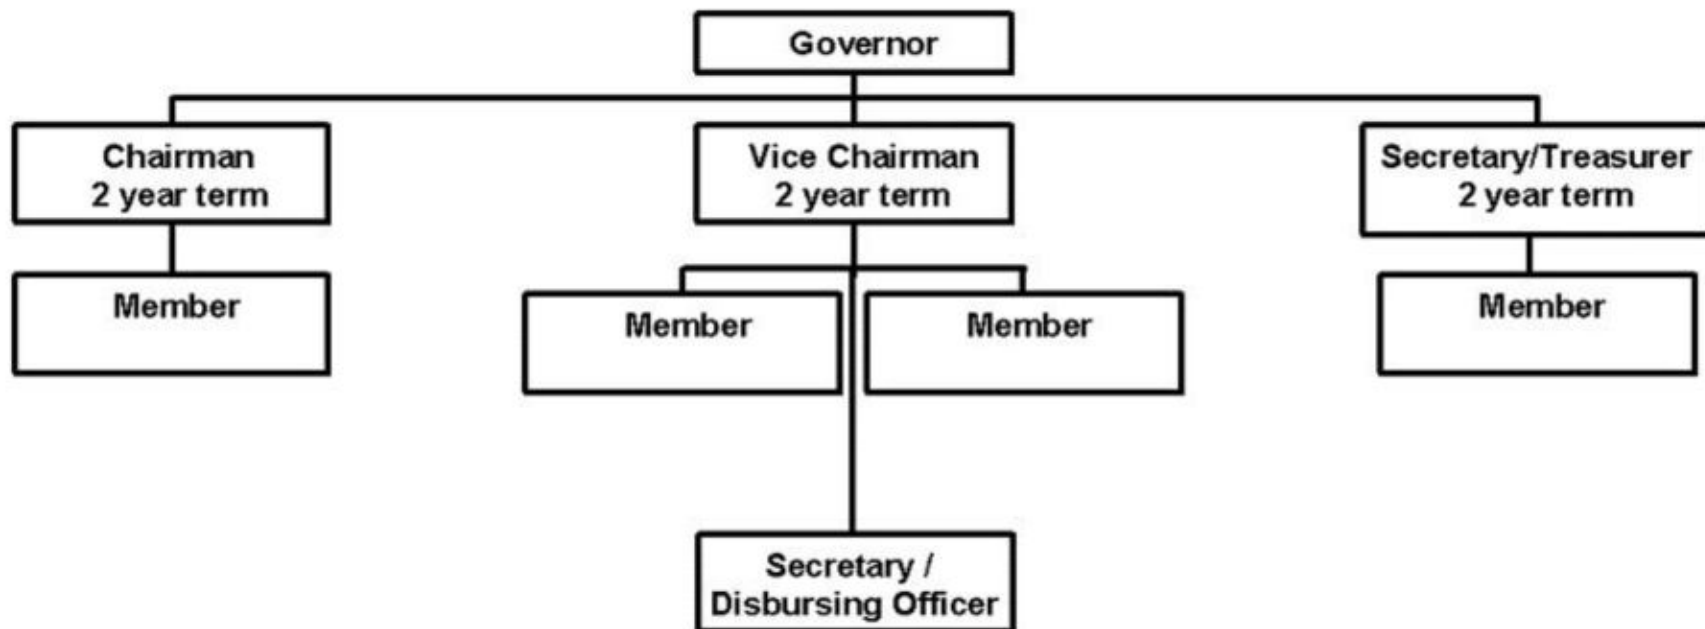 Governor
Chairman
2 year term
Vice Chairman
2 year term
Secretary/Treasurer
2 year term
Member
Member
Member
Member
Secretary /
Disbursing Officer